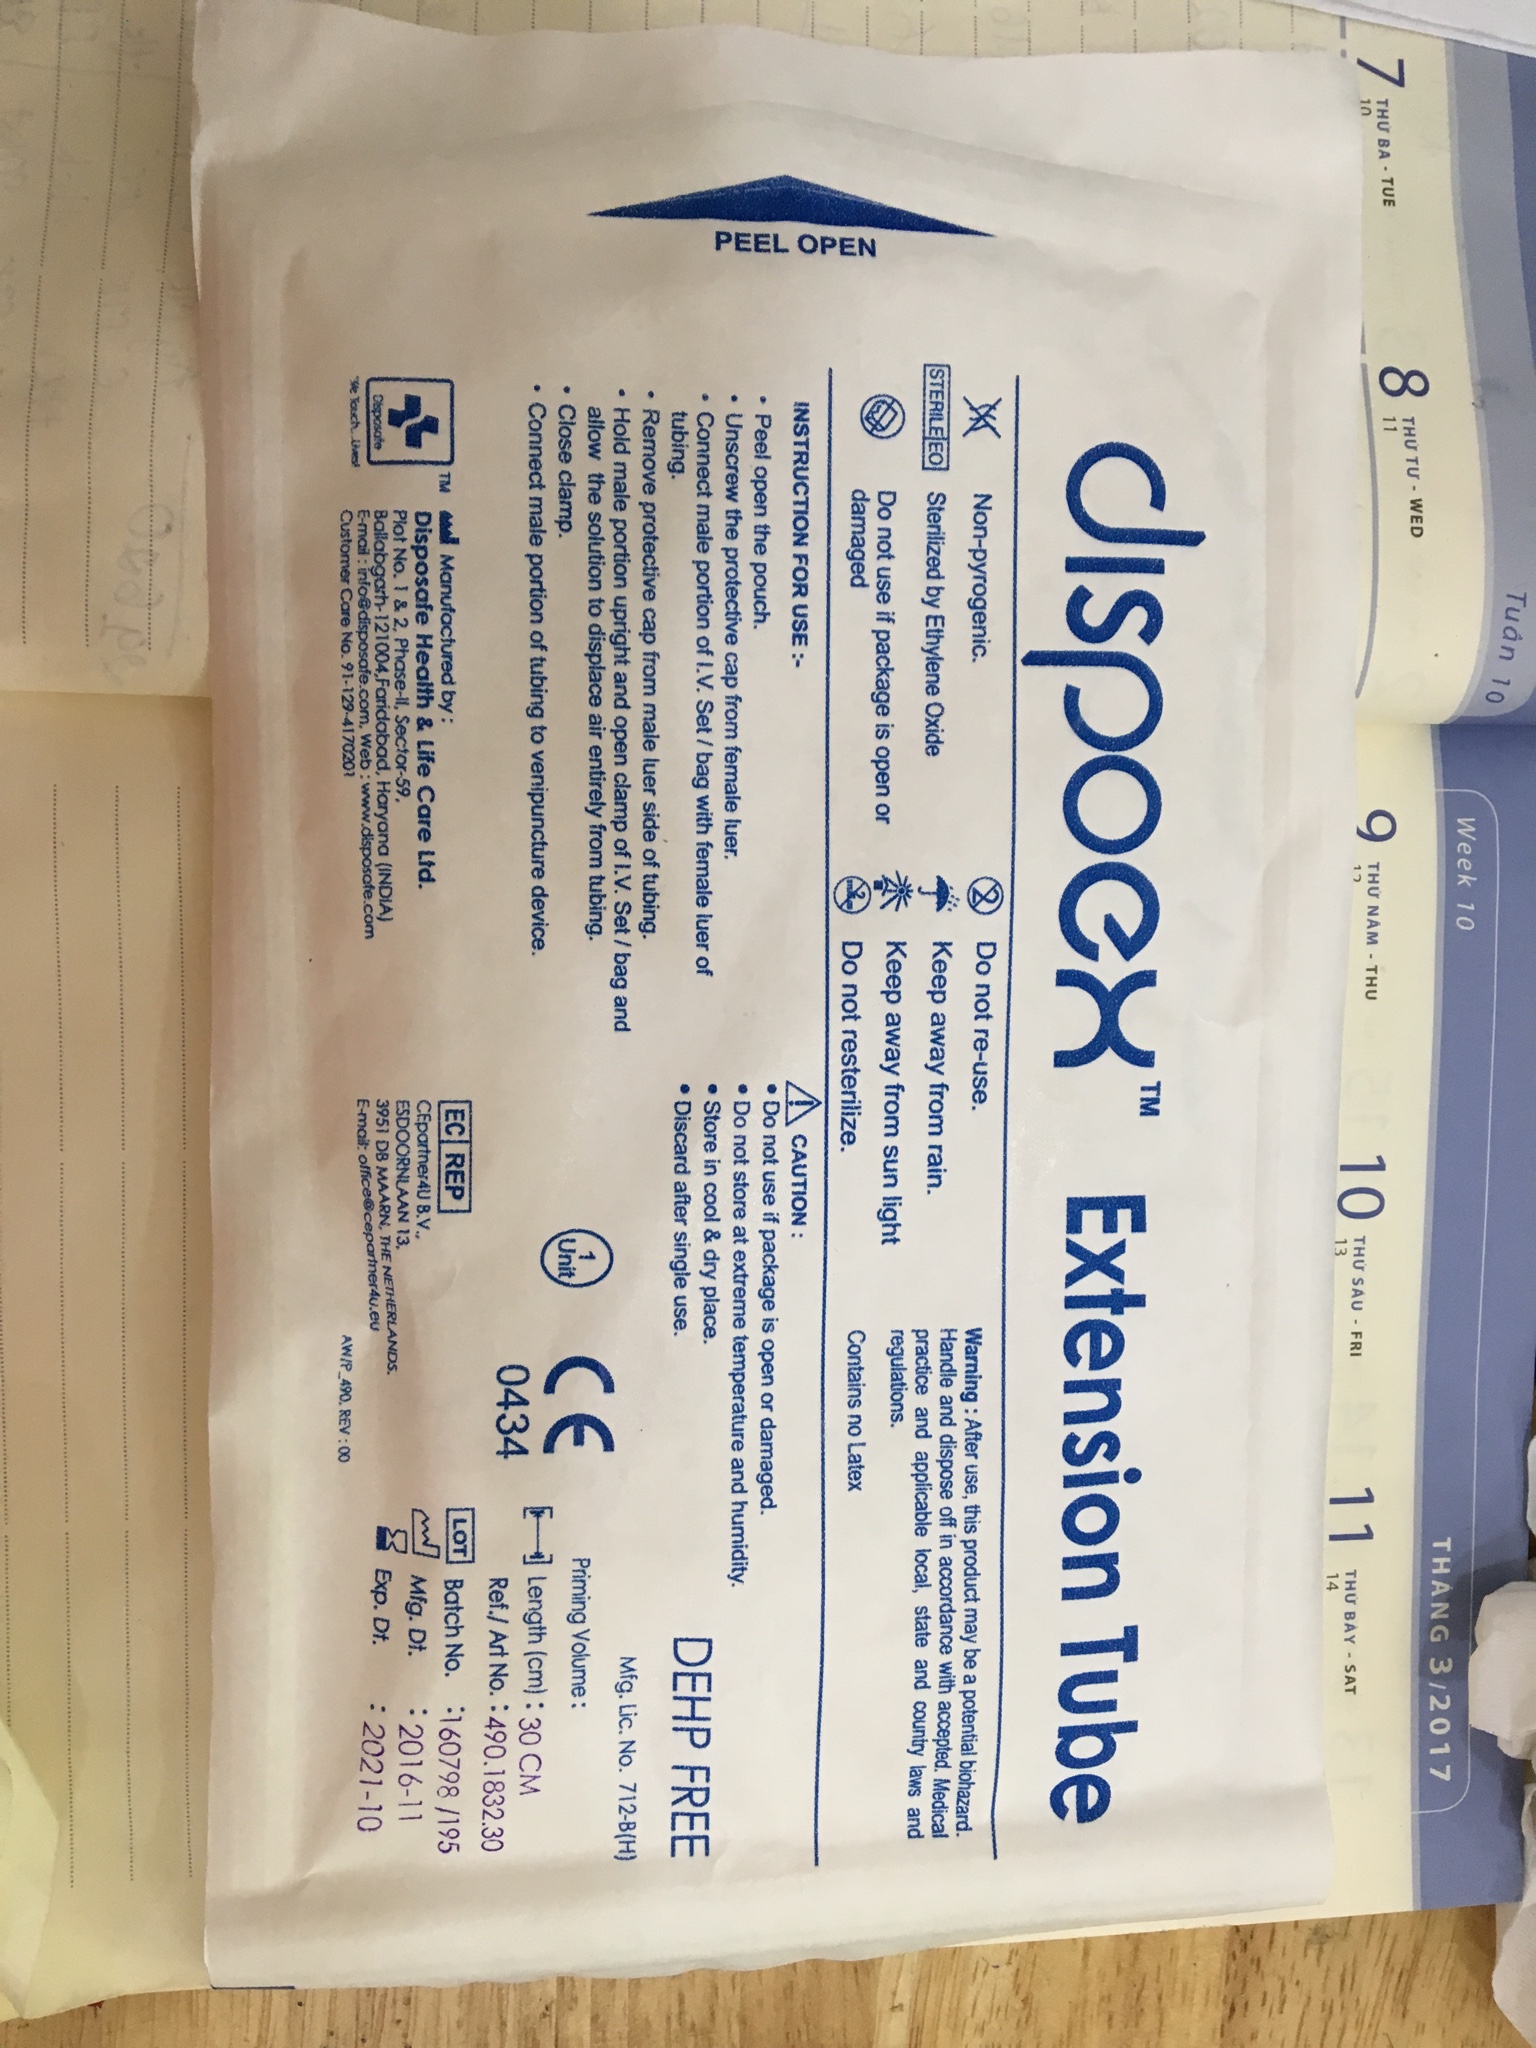 PEEL OPEN
dispoex™ Extension Tube
Non-pyrogenic.
STERILE EO Sterilized by Ethylene Oxide
Do not use if package is open or
damaged
2 Do not re-use.
Keep away from rain.
Keep away from sun light
Do not resterilize.
Warning : After use, this product may be a potential biohazard.
Handle and dispose off in accordance with accepted. Medical
practice and applicable local, state and country laws and
regulations.
Contains no Latex
INSTRUCTION FOR USE :-
• Peel open the pouch.
• Unscrew the protective cap from female luer.
• Connect male portion of I.V. Set / bag with female luer of
tubing.
• Remove protective cap from male luer side of tubing.
• Hold male portion upright and open clamp of I.V. Set / bag and
allow the solution to displace air entirely from tubing.
• Close clamp.
• Connect male portion of tubing to venipuncture device.
CAUTION :
• Do not use if package is open or damaged.
• Do not store at extreme temperature and humidity.
• Store in cool & dry place.
• Discard after single use.
DEHP FREE
Mfg. Lic. No. 712-B(H)
1
Unit
CE
0434
Priming Volume :
Length (cm) : 30 CM
Ref./ Art No. : 490.1832.30
LOT Batch No. : 160798 /195
Mfg. Dt. : 2016-11
Exp. Dt. : 2021-10
Disposafe
"We Touch... Lives!
TM
Manufactured by :
Disposafe Health & Life Care Ltd.
Plot No. 1 & 2, Phase-II, Sector-59,
Ballabgarh-121004,Faridabad, Haryana (INDIA)
E-mail : info@disposafe.com, Web : www.disposafe.com
Customer Care No. 91-129-4170201
EC REP
CEpartner4U B.V.,
ESDOORNLAAN 13,
3951 DB MAARN, THE NETHERLANDS.
E-mail: office@cepartner4u.eu
AW/P_490, REV : 00
Tuần 10
Week 10
THÁNG 3/2017
7 THỨ BA - TUE
10
8 THỨ TƯ - WED
11
9 THỨ NĂM - THU
12
10 THỨ SÁU - FRI
13
11 THỨ BẢY - SAT
14